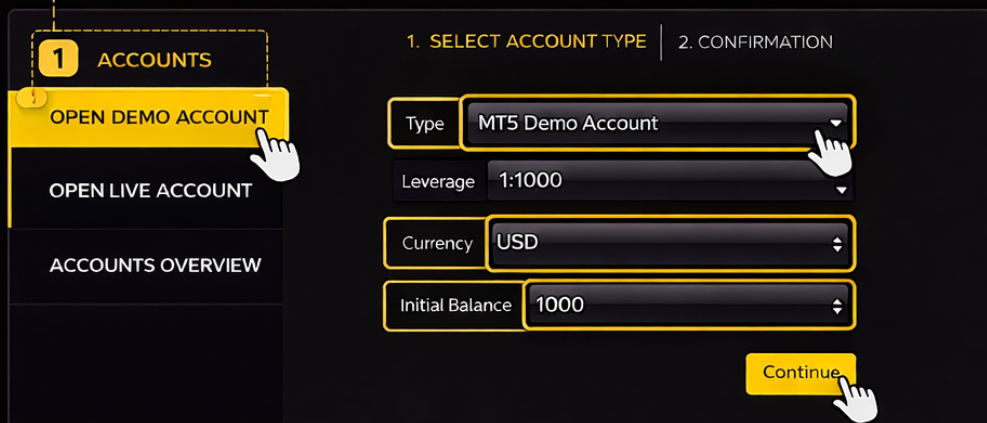 1 ACCOUNTS
OPEN DEMO ACCOUNT
OPEN LIVE ACCOUNT
ACCOUNTS OVERVIEW
1. SELECT ACCOUNT TYPE 2. CONFIRMATION
Type MT5 Demo Account
Leverage 1:1000
Currency USD
Initial Balance 1000
Continue